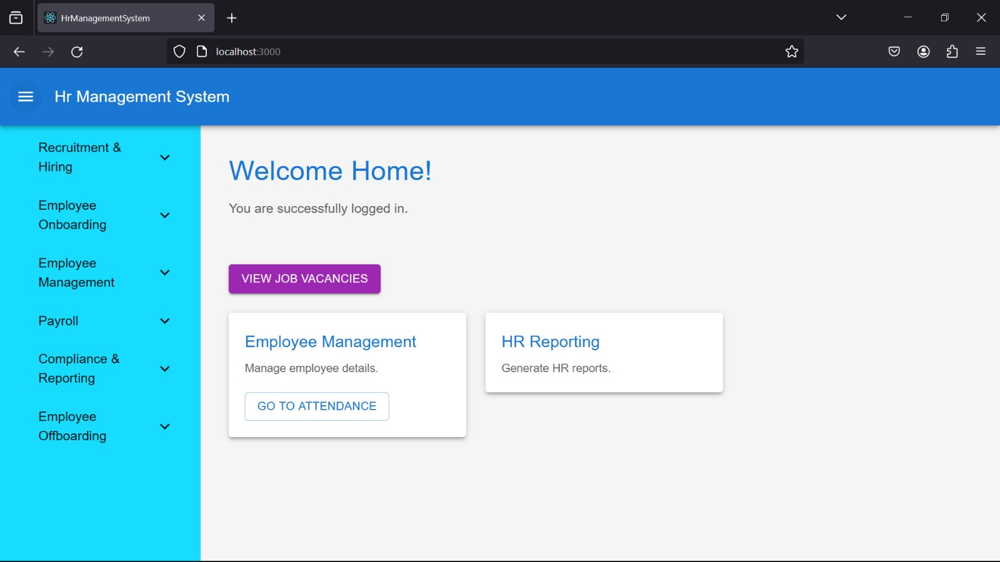 HrManagementSystem
localhost:3000
Hr Management System
Recruitment &
Hiring
Employee
Onboarding
Employee
Management
Payroll
Compliance &
Reporting
Employee
Offboarding
Welcome Home!
You are successfully logged in.
VIEW JOB VACANCIES
Employee Management
Manage employee details.
GO TO ATTENDANCE
HR Reporting
Generate HR reports.